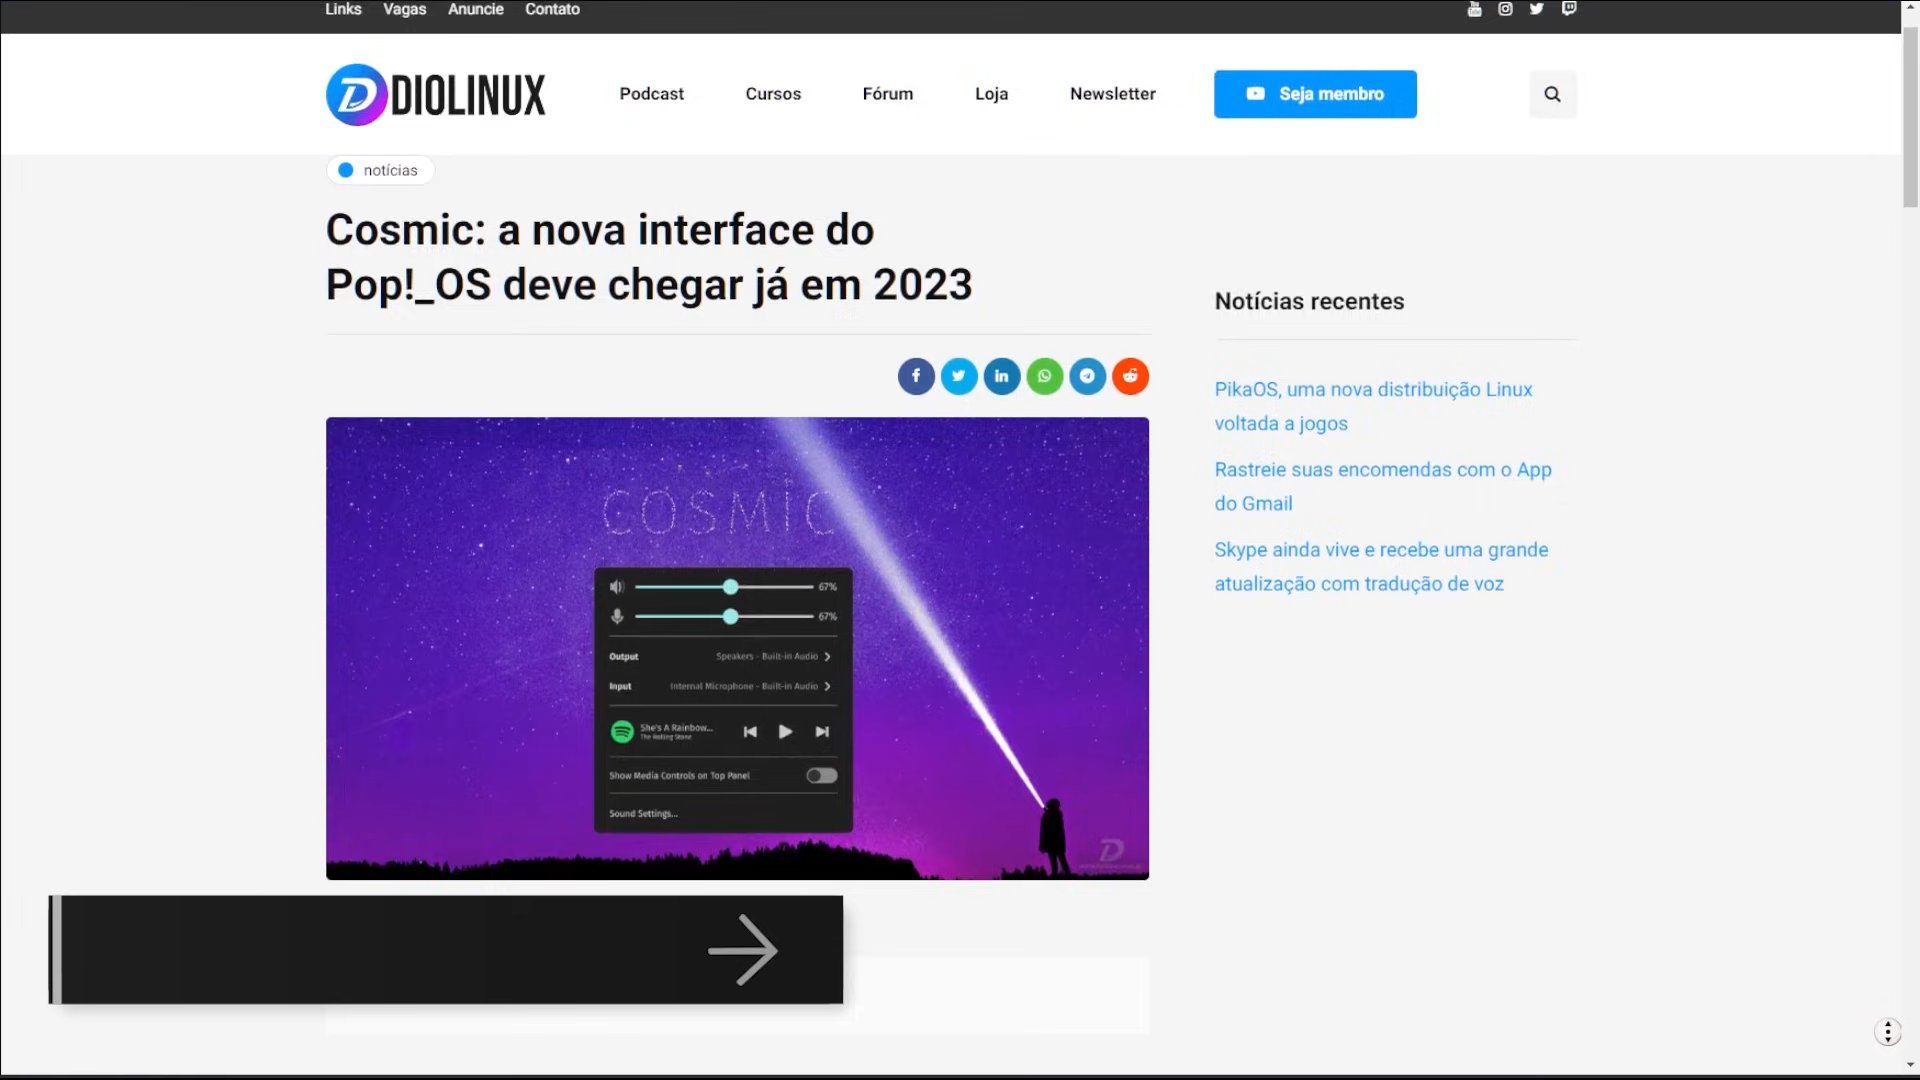 Links Vagas Anuncie Contato
DIOLINUX Podcast Cursos Fórum Loja Newsletter Seja membro
notícias
Cosmic: a nova interface do
Pop!_OS deve chegar já em 2023
COSMIC
67%
67%
Output Speakers - Built-in Audio
Input Internal Microphone - Built-in Audio
She's A Rainbow...
The Rolling Stone
Show Media Controls on Top Panel
Sound Settings...
Notícias recentes
PikaOS, uma nova distribuição Linux
voltada a jogos
Rastreie suas encomendas com o App
do Gmail
Skype ainda vive e recebe uma grande
atualização com tradução de voz